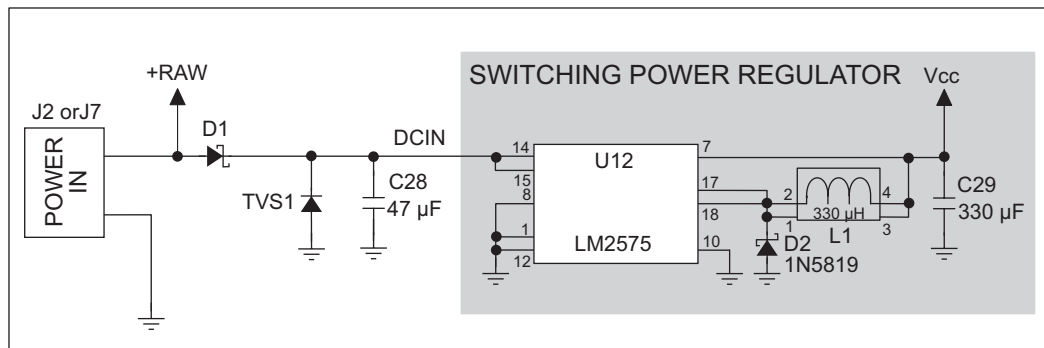 SWITCHING POWER REGULATOR
+RAW
Vcc
J2 orJ7
D1
DCIN
POWER
IN
14
U12
7
15
8
17
2
4
C28
47 µF
TVS1
C29
330 µF
18
330 µH
1
LM2575
10
1
L1
3
12
D2
1N5819